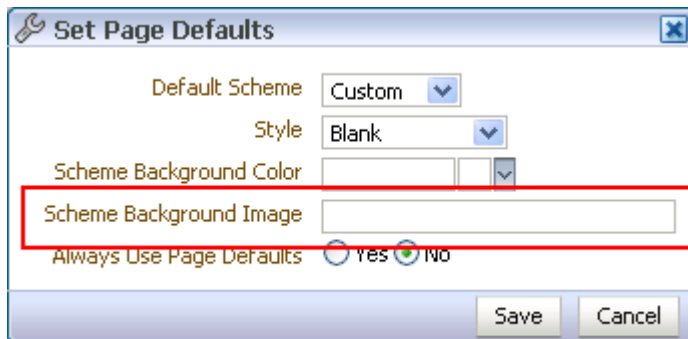 Set Page Defaults
Default Scheme Custom
Style Blank
Scheme Background Color
Scheme Background Image
Always Use Page Defaults Yes No
Save Cancel